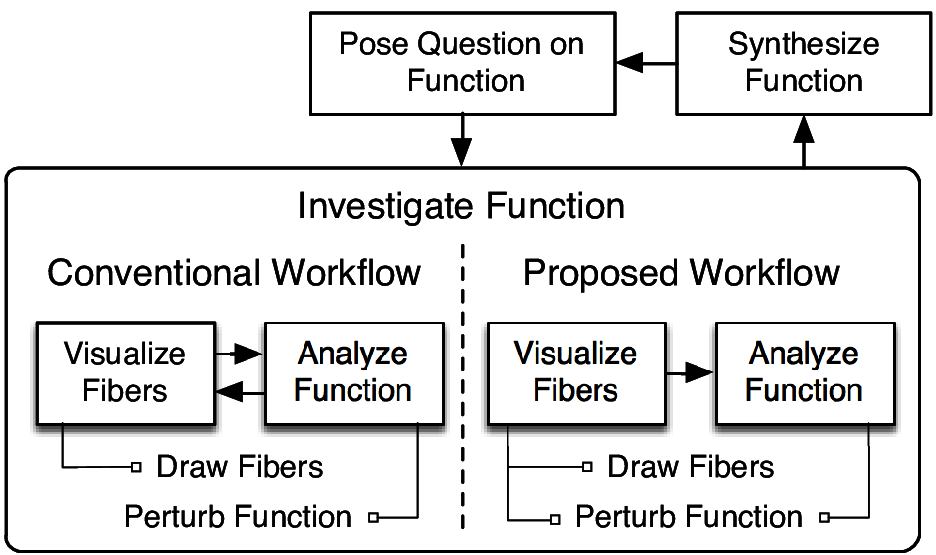 Pose Question on
Function
Synthesize
Function
Investigate Function
Conventional Workflow
Visualize
Fibers
Analyze
Function
Draw Fibers
Perturb Function
Proposed Workflow
Visualize
Fibers
Analyze
Function
Draw Fibers
Perturb Function